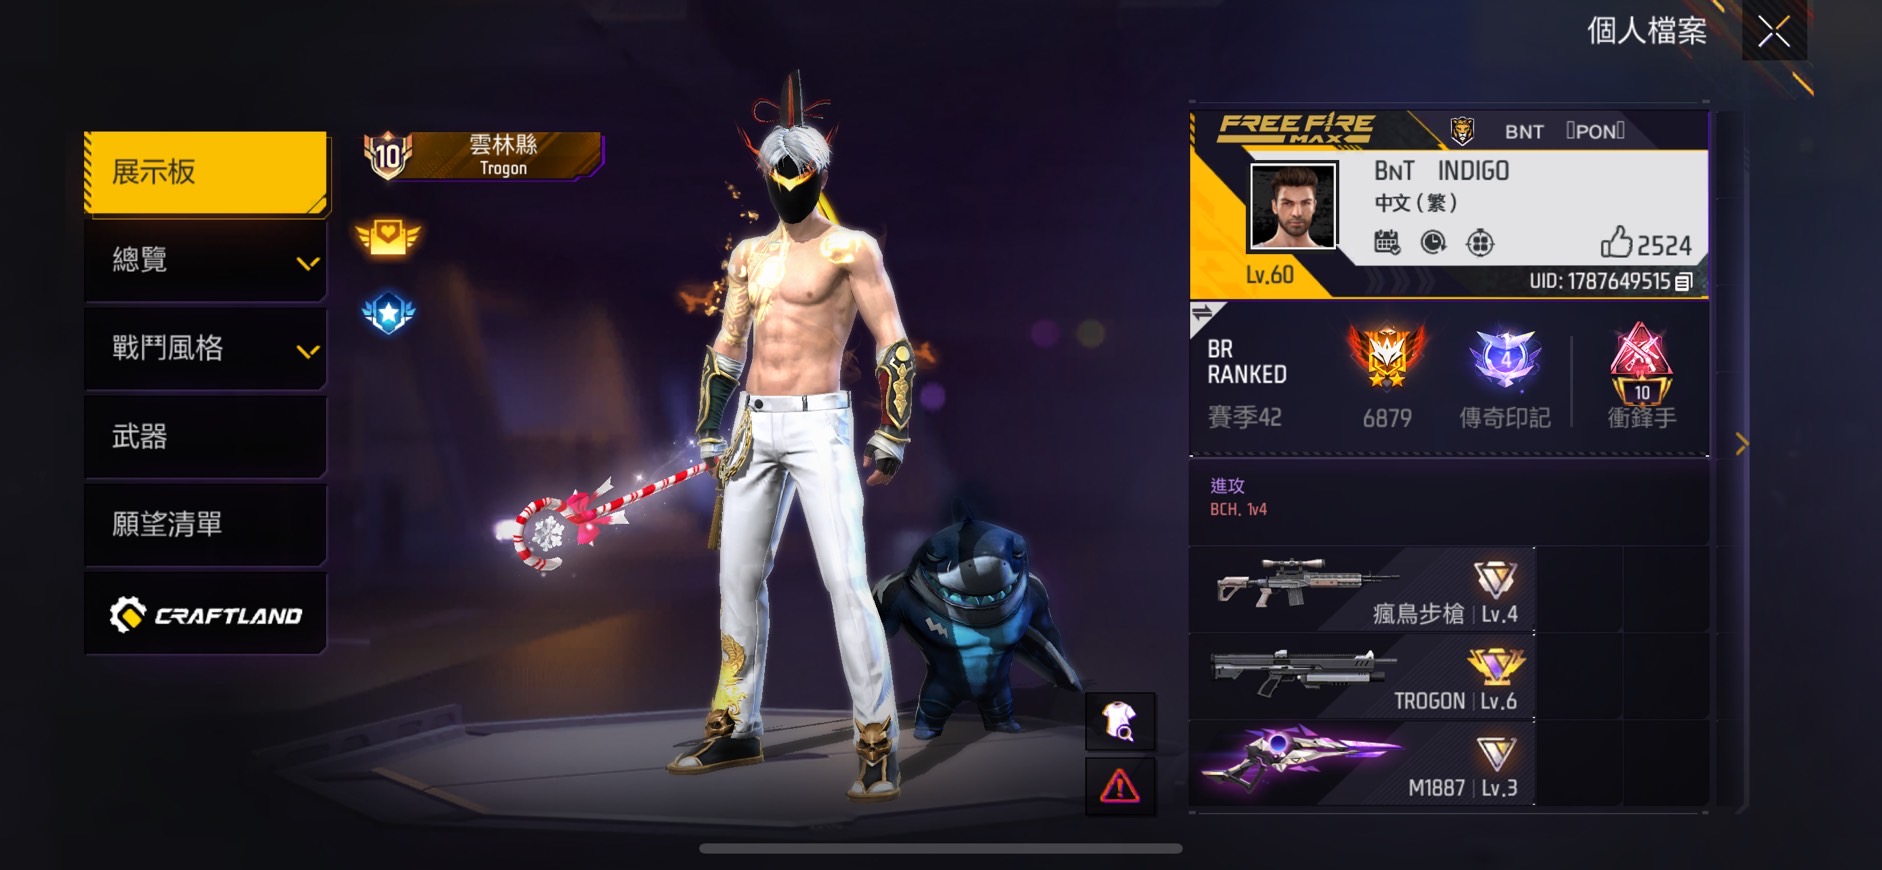 個人檔案
展示板
總覽
戰鬥風格
武器
願望清單
CRAFTLAND
10
雲林縣
Trogon
FREE FIRE
MAX
BNT ▯PON▯
BNT INDIGO
中文(繁)
2524
Lv.60
UID: 1787649515
BR
RANKED
賽季42
6879
4
傳奇印記
10
衝鋒手
進攻
BCH. 1v4
瘋鳥步槍 Lv.4
TROGON Lv.6
M1887 Lv.3